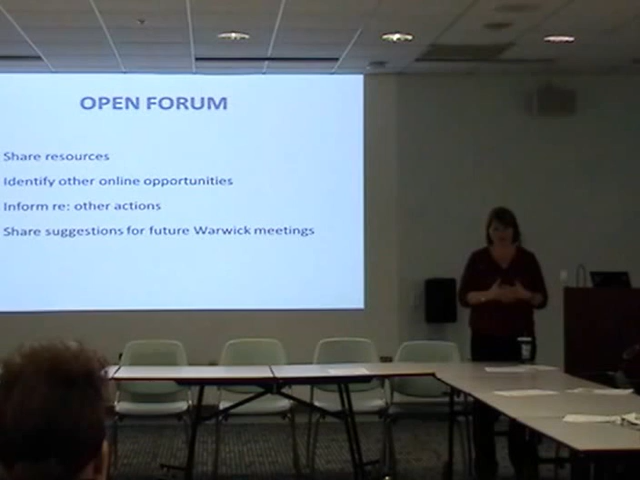 OPEN FORUM
Share resources
Identify other online opportunities
Inform re: other actions
Share suggestions for future Warwick meetings